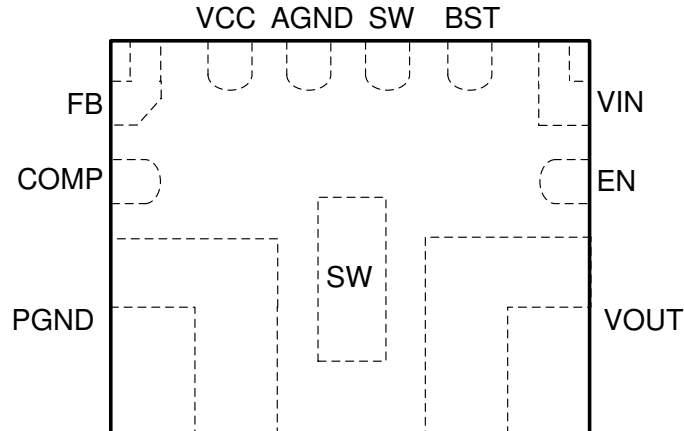 VCC AGND SW BST
FB
VIN
COMP
EN
SW
PGND
VOUT